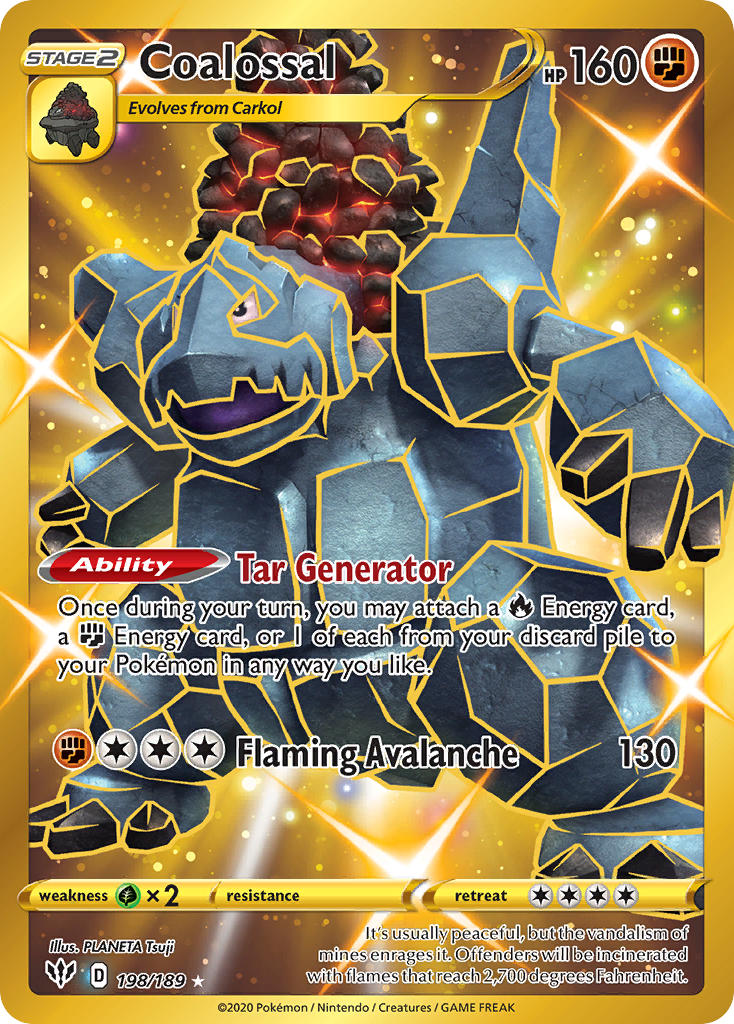 STAGE2 Coalossal HP 160
Evolves from Carkol
Ability Tar Generator
Once during your turn, you may attach a Energy card,
a Energy card, or 1 of each from your discard pile to
your Pokémon in any way you like.
Flaming Avalanche 130
weakness ×2 resistance retreat
It's usually peaceful, but the vandalism of
mines enrages it. Offenders will be incinerated
with flames that reach 2,700 degrees Fahrenheit.
Illus. PLANETA Tsuji
D 198/189
©2020 Pokémon / Nintendo / Creatures / GAME FREAK